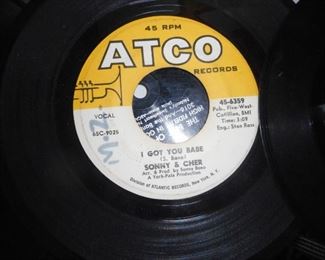 45 RPM
ATCO
RECORDS
VOCAL
65C-9025
45-6359
Pub., Five-West-
Cotillion, BMI
Time: 3:09
Eng: Stan Ross
I GOT YOU BABE
(S. Bono)
SONNY & CHER
Arr. & Prod by Sonny Bono
A York-Pala Production
Division of ATLANTIC RECORDS, New York, N.Y.